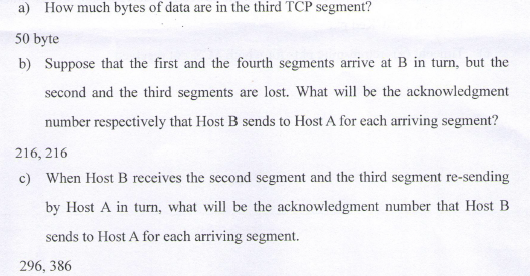 a) How much bytes of data are in the third TCP segment?
50 byte
b) Suppose that the first and the fourth segments arrive at B in turn, but the
second and the third segments are lost. What will be the acknowledgment
number respectively that Host B sends to Host A for each arriving segment?
216, 216
c) When Host B receives the second segment and the third segment re-sending
by Host A in turn, what will be the acknowledgment number that Host B
sends to Host A for each arriving segment.
296, 386